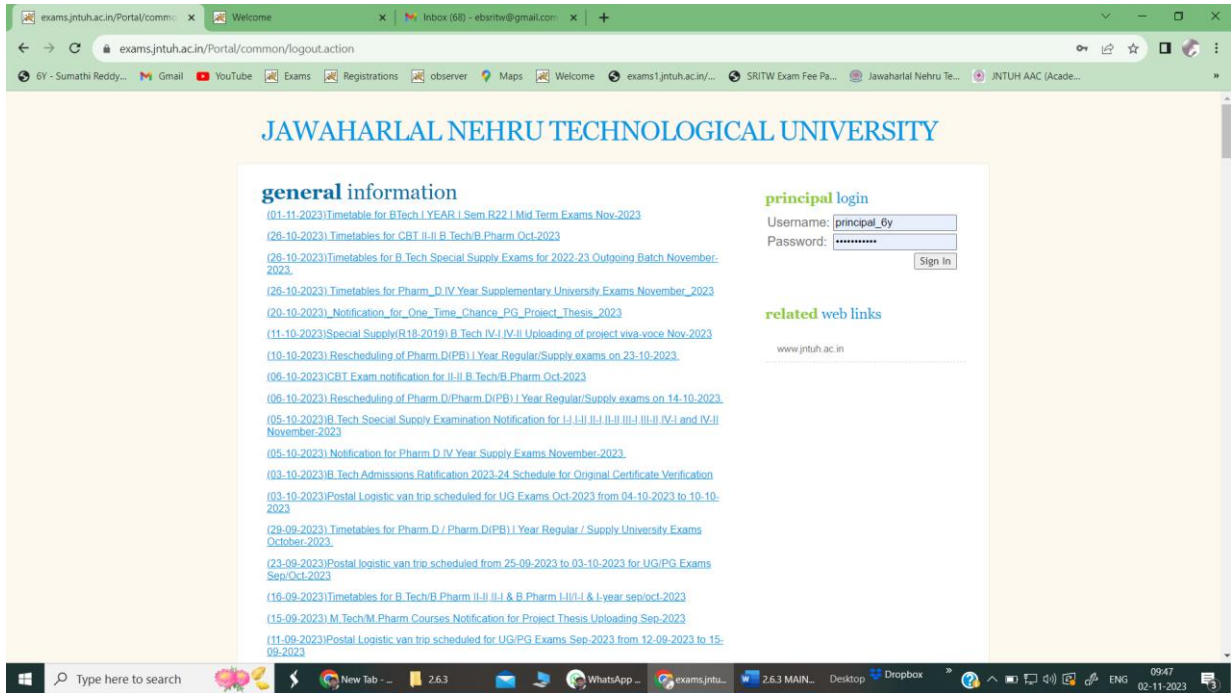 exams.jntuh.ac.in/Portal/commo
Welcome
Inbox (68) - ebsritw@gmail.com
exams.jntuh.ac.in/Portal/common/logout.action
6Y - Sumathi Reddy... Gmail YouTube Exams Registrations observer Maps Welcome exams1.jntuh.ac.in/... SRITW Exam Fee Pa... Jawaharlal Nehru Te... JNTUH AAC (Acade...
JAWAHARLAL NEHRU TECHNOLOGICAL UNIVERSITY
general information
(01-11-2023)Timetable for BTech I YEAR I Sem R22 I Mid Term Exams Nov-2023
(26-10-2023) Timetables for CBT II-II B.Tech/B.Pharm Oct-2023
(26-10-2023)Timetables for B.Tech Special Supply Exams for 2022-23 Outgoing Batch November-
2023.
(26-10-2023) Timetables for Pharm_D IV Year Supplementary University Exams November_2023
(20-10-2023)_Notification_for_One_Time_Chance_PG_Project_Thesis_2023
(11-10-2023)Special Supply(R18-2019) B.Tech IV-I,IV-II Uploading of project viva-voce Nov-2023
(10-10-2023) Rescheduling of Pharm.D(PB) I Year Regular/Supply exams on 23-10-2023.
(06-10-2023)CBT Exam notification for II-II B.Tech/B.Pharm Oct-2023
(06-10-2023) Rescheduling of Pharm.D/Pharm.D(PB) I Year Regular/Supply exams on 14-10-2023.
(05-10-2023)B.Tech Special Supply Examination Notification for I-I,I-II,II-I,II-II,III-I,III-II,IV-I and IV-II
November-2023
(05-10-2023) Notification for Pharm.D IV Year Supply Exams November-2023.
(03-10-2023)B.Tech Admissions Ratification 2023-24 Schedule for Original Certificate Verification
(03-10-2023)Postal Logistic van trip scheduled for UG Exams Oct-2023 from 04-10-2023 to 10-10-
2023
(29-09-2023) Timetables for Pharm.D / Pharm.D(PB) I Year Regular / Supply University Exams
October-2023.
(23-09-2023)Postal logistic van trip scheduled from 25-09-2023 to 03-10-2023 for UG/PG Exams
Sep/Oct-2023
(16-09-2023)Timetables for B.Tech/B.Pharm II-II,II-I & B.Pharm I-II/I-I & I-year sep/oct-2023
(15-09-2023) M.Tech/M.Pharm Courses Notification for Project Thesis Uploading Sep-2023
(11-09-2023)Postal Logistic van trip scheduled for UG/PG Exams Sep-2023 from 12-09-2023 to 15-
09-2023
principal login
Username: principal_6y
Password: •••••••••••
Sign In
related web links
www.jntuh.ac.in
Type here to search
New Tab - ... 2.6.3 WhatsApp ... exams.jntu... 2.6.3 MAIN... Desktop Dropbox ENG
09:47
02-11-2023